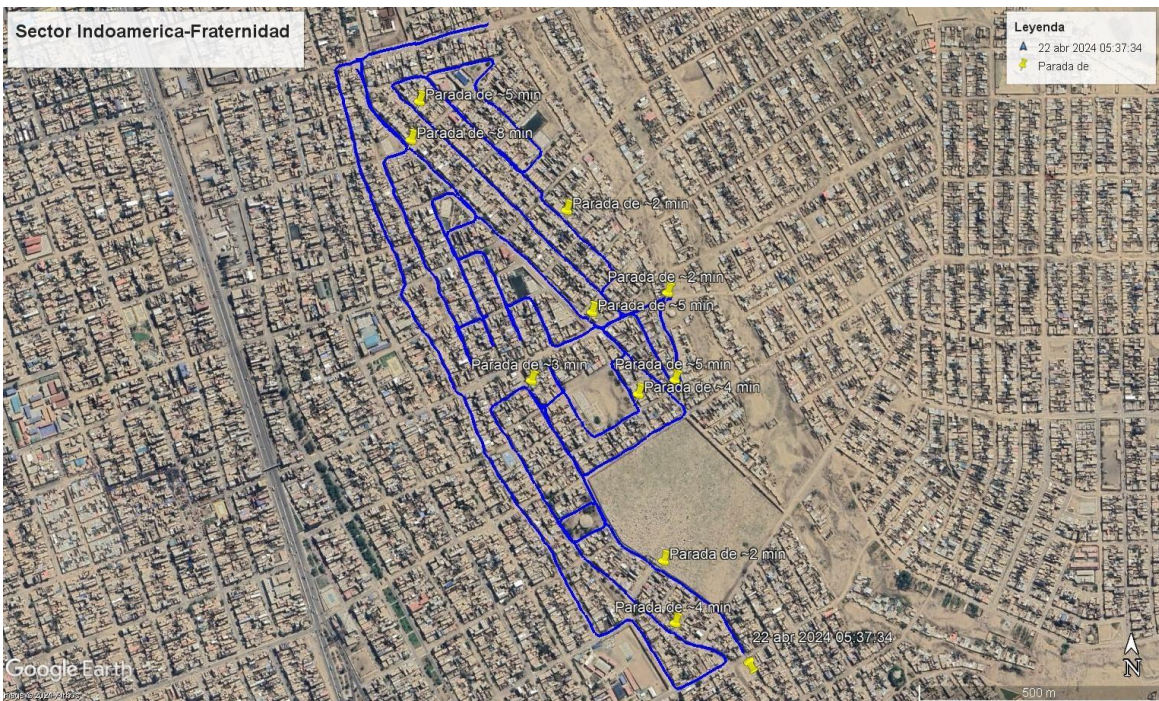 Sector Indoamerica-Fraternidad
Leyenda
22 abr 2024 05:37:34
Parada de
Parada de ~5 min
Parada de ~8 min
Parada de ~2 min
Parada de ~2 min
Parada de ~5 min
Parada de ~3 min
Parada de ~5 min
Parada de ~4 min
Parada de ~2 min
Parada de ~4 min
22 abr 2024 05:37:34
Google Earth
N
500 m